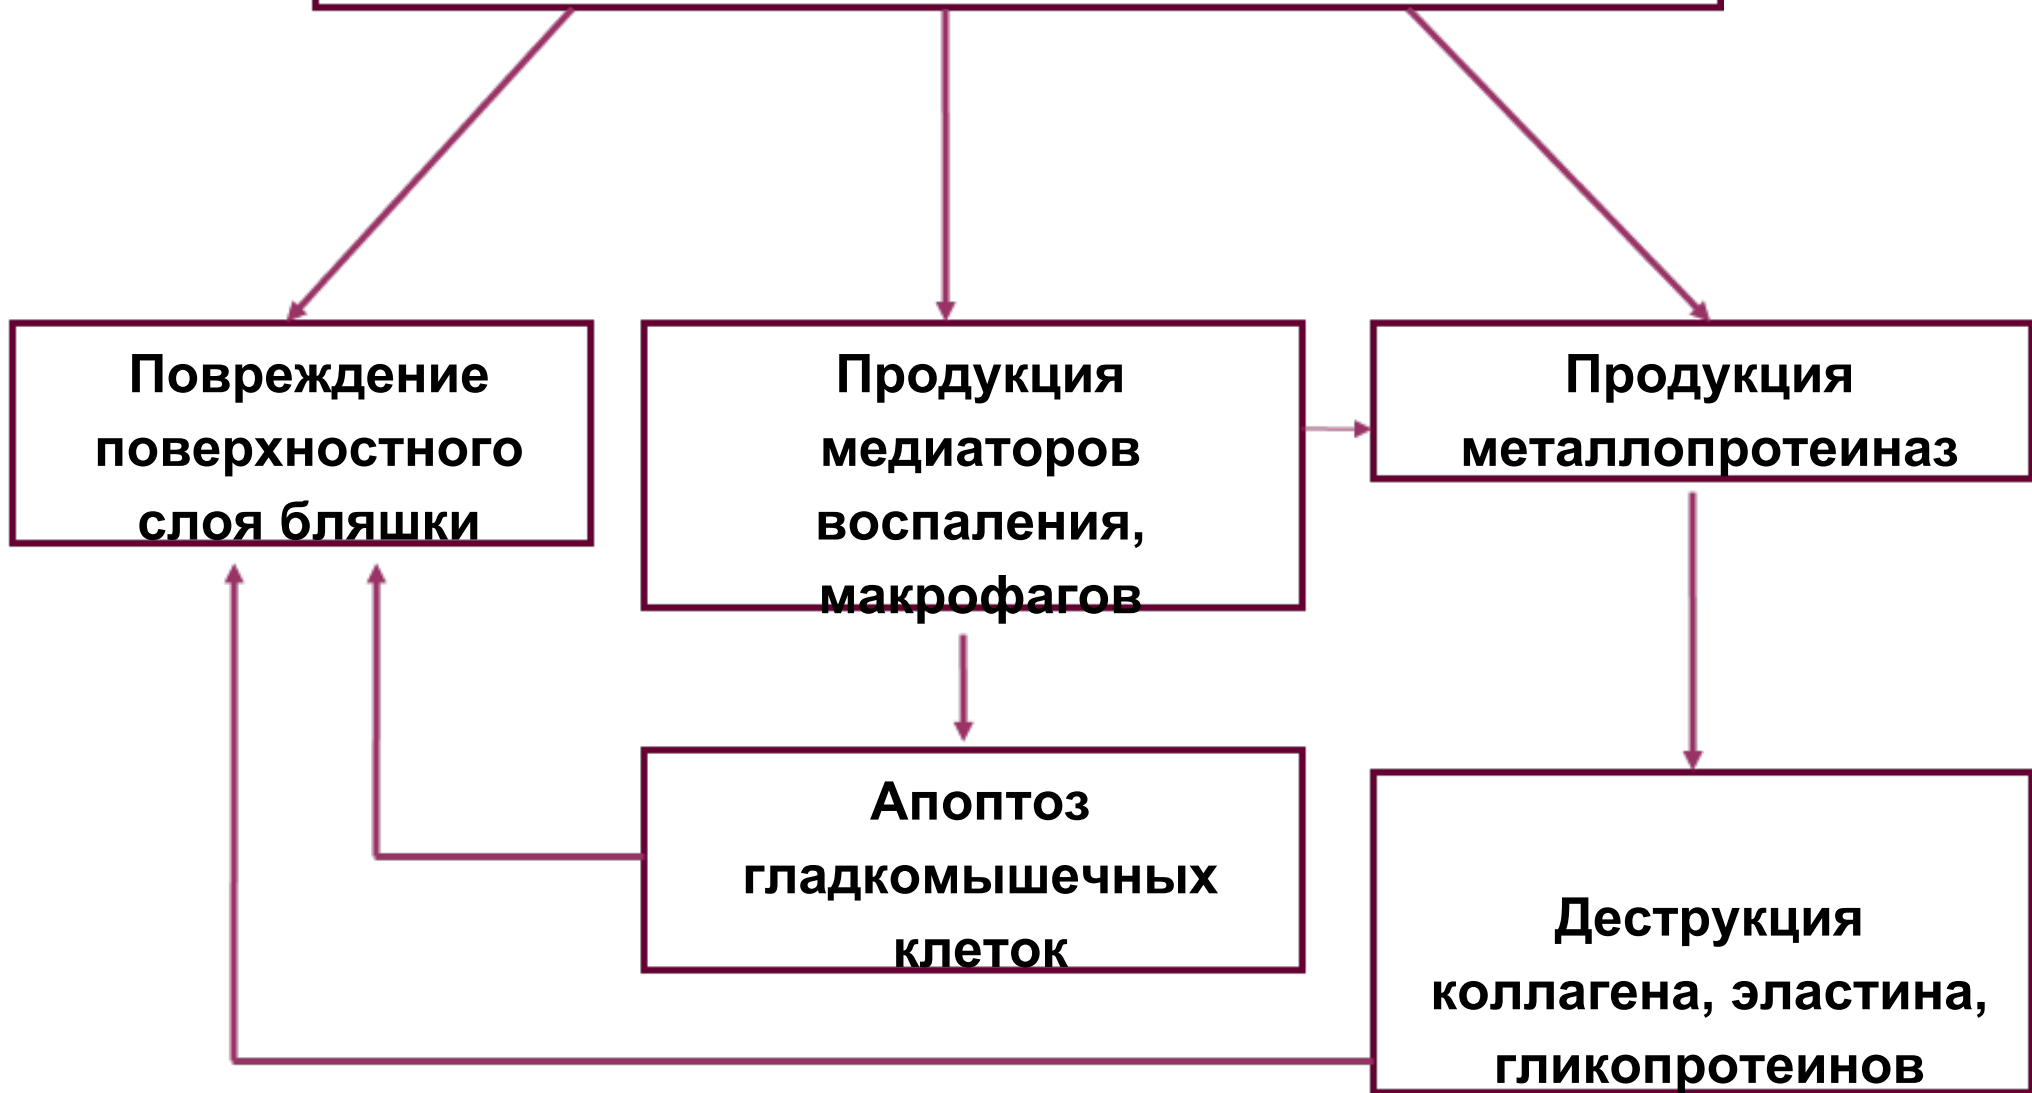 Повреждение
поверхностного
слоя бляшки
Продукция
медиаторов
воспаления,
макрофагов
Продукция
металлопротеиназ
Апоптоз
гладкомышечных
клеток
Деструкция
коллагена, эластина,
гликопротеинов